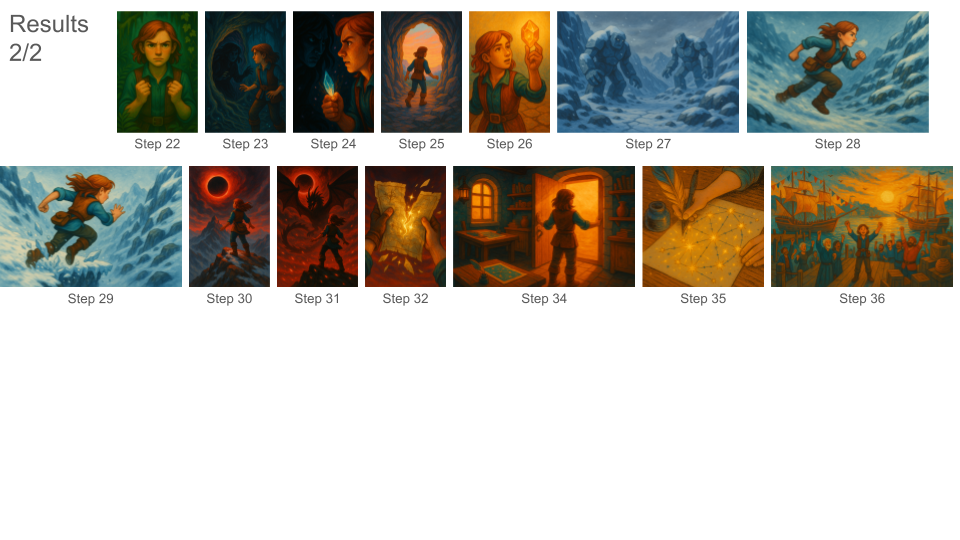 Results
2/2
Step 22
Step 23
Step 24
Step 25
Step 26
Step 27
Step 28
Step 29
Step 30
Step 31
Step 32
Step 34
Step 35
Step 36